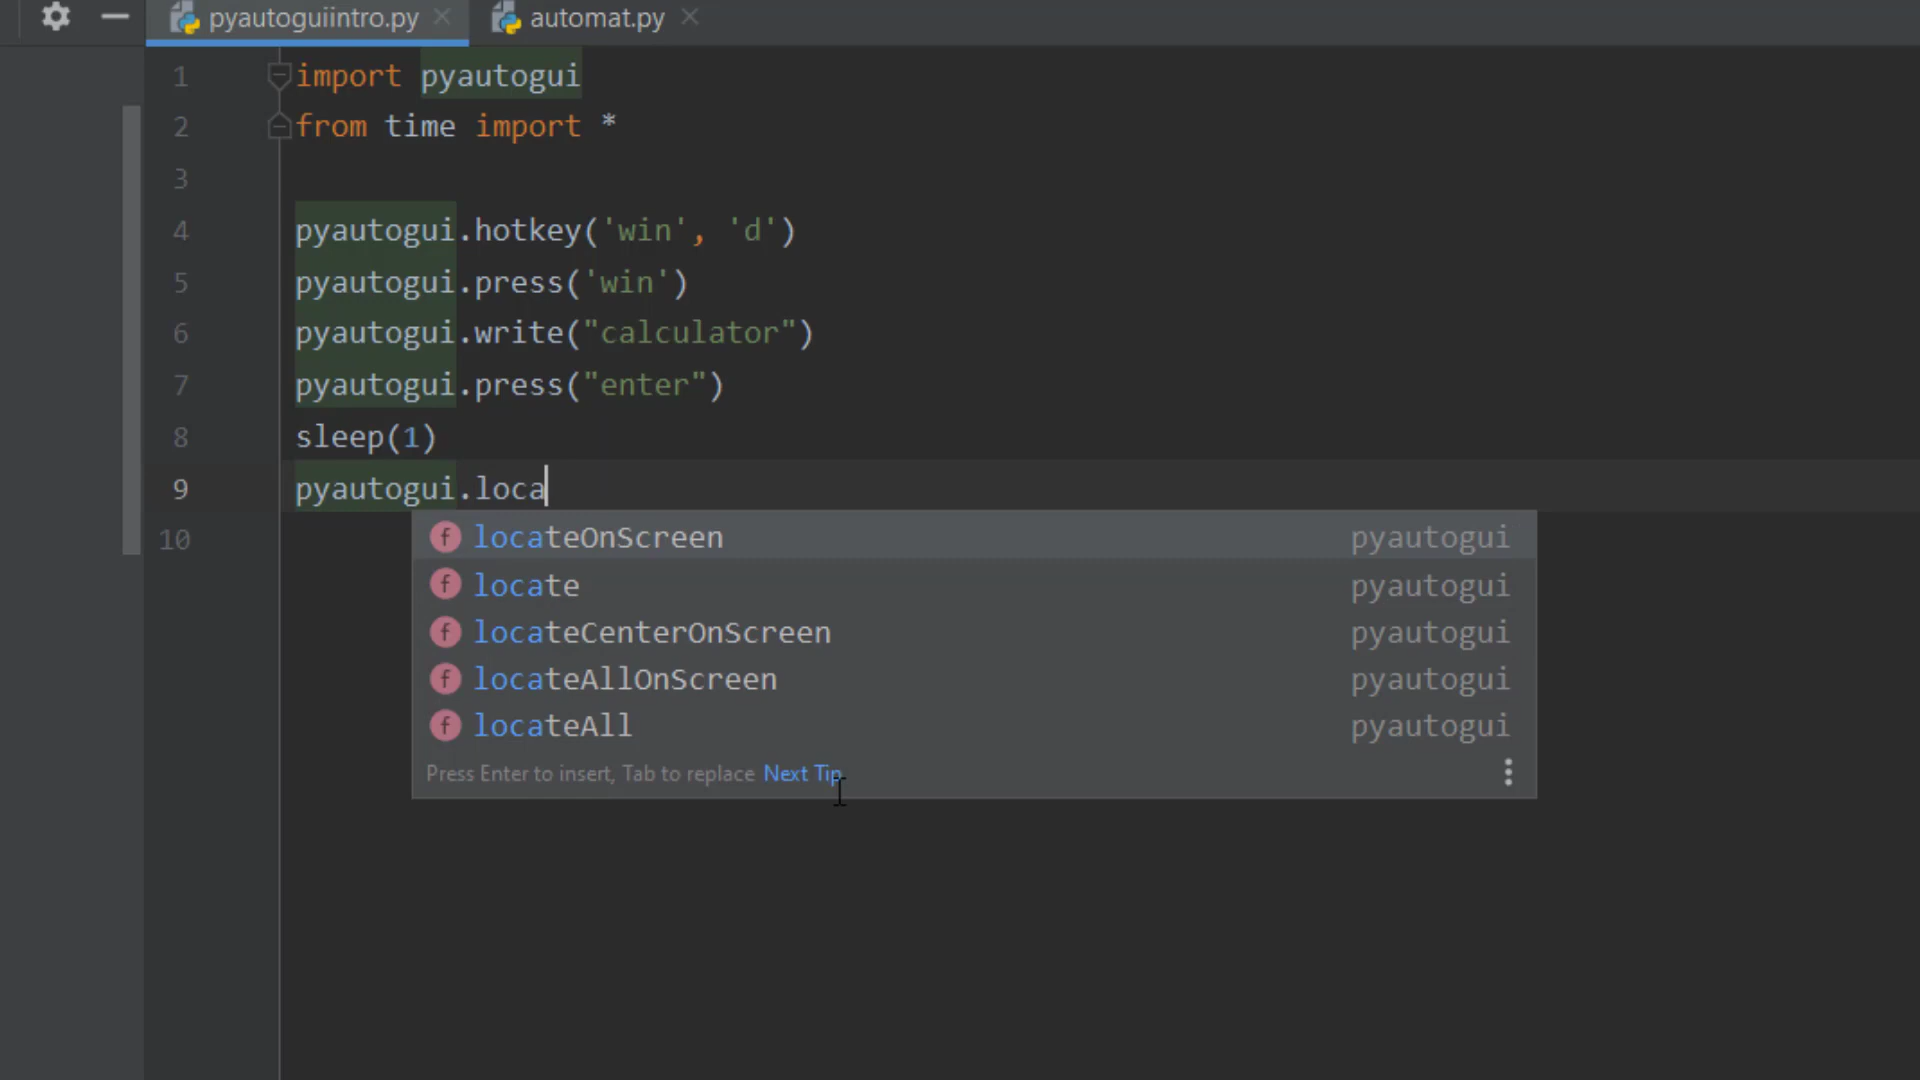 pyautoguiintro.py automat.py
1 import pyautogui
2 from time import *
3
4 pyautogui.hotkey('win', 'd')
5 pyautogui.press('win')
6 pyautogui.write("calculator")
7 pyautogui.press("enter")
8 sleep(1)
9 pyautogui.loca
f locateOnScreen pyautogui
10
f locate pyautogui
f locateCenterOnScreen pyautogui
f locateAllOnScreen pyautogui
f locateAll pyautogui
Press Enter to insert, Tab to replace Next Tip